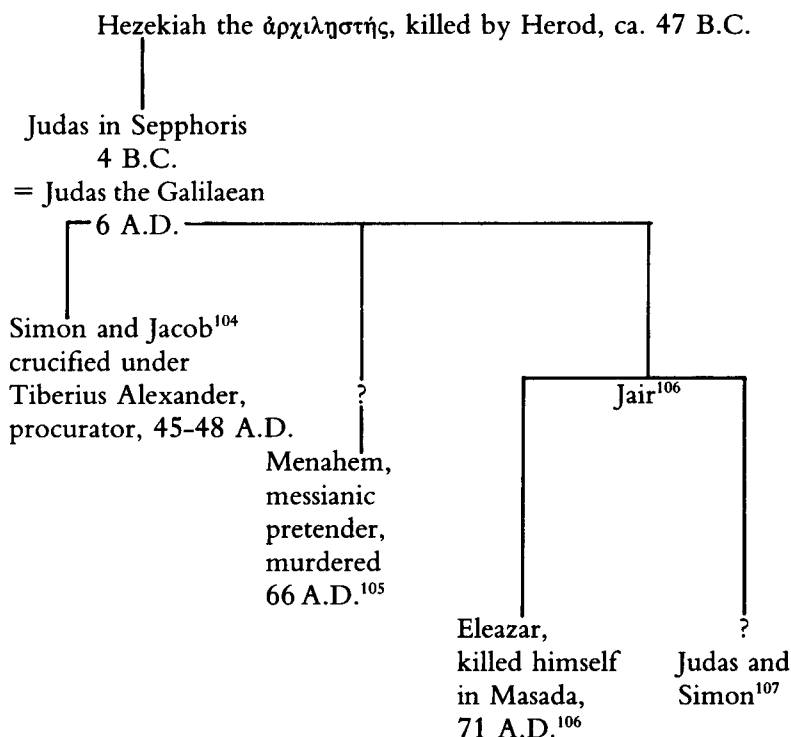 Hezekiah the ἀρχιληστής, killed by Herod, ca. 47 B.C.
Judas in Sepphoris
4 B.C.
= Judas the Galilaean
6 A.D.
Simon and Jacob¹⁰⁴
crucified under
Tiberius Alexander,
procurator, 45–48 A.D.
?
Menahem,
messianic
pretender,
murdered
66 A.D.¹⁰⁵
Jair¹⁰⁶
Eleazar,
killed himself
in Masada,
71 A.D.¹⁰⁶
?
Judas and
Simon¹⁰⁷